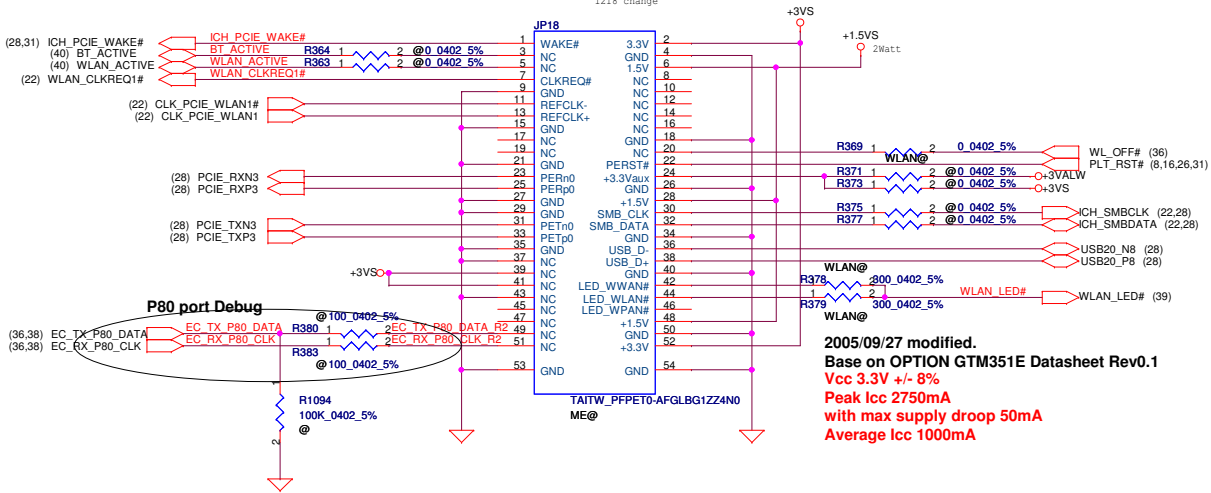 1218 change
+3VS
JP18
+1.5VS
2Watt
(28,31) ICH_PCIE_WAKE# ICH_PCIE_WAKE# 1 WAKE# 3.3V 2
(40) BT_ACTIVE BT_ACTIVE R364 1 2 @0_0402_5% 3 NC GND 4
(40) WLAN_ACTIVE WLAN_ACTIVE R363 1 2 @0_0402_5% 5 NC 1.5V 6
(22) WLAN_CLKREQ1# WLAN_CLKREQ1# 7 CLKREQ# NC 8
9 GND NC 10
(22) CLK_PCIE_WLAN1# 11 REFCLK- NC 12
(22) CLK_PCIE_WLAN1 13 REFCLK+ NC 14
15 GND NC 16
17 NC GND 18
19 NC NC 20 R369 1 2 0_0402_5% WL_OFF# (36)
WLAN@
21 GND PERST# 22 PLT_RST# (8,16,26,31)
(28) PCIE_RXN3 23 PERn0 +3.3Vaux 24 R371 1 2 @0_0402_5% +3VALW
(28) PCIE_RXP3 25 PERp0 GND 26 R373 1 2 @0_0402_5% +3VS
27 GND +1.5V 28
29 GND SMB_CLK 30 R375 1 2 @0_0402_5% ICH_SMBCLK (22,28)
(28) PCIE_TXN3 31 PETn0 SMB_DATA 32 R377 1 2 @0_0402_5% ICH_SMBDATA (22,28)
(28) PCIE_TXP3 33 PETp0 GND 34
35 GND USB_D- 36 USB20_N8 (28)
37 NC USB_D+ 38 USB20_P8 (28)
+3VS 39 NC GND 40 WLAN@
41 NC LED_WWAN# 42 R378 1 2 300_0402_5%
43 NC LED_WLAN# 44 WLAN_LED# WLAN_LED# (39)
45 NC LED_WPAN# 46 R379 1 2 300_0402_5%
WLAN@
P80 port Debug
47 NC +1.5V 48
@100_0402_5%
(36,38) EC_TX_P80_DATA EC_TX_P80_DATA R380 1 2 EC_TX_P80_DATA_R2 49 NC GND 50
(36,38) EC_RX_P80_CLK EC_RX_P80_CLK 1 2 EC_RX_P80_CLK_R2 51 NC +3.3V 52
R383
@100_0402_5%
53 GND GND 54
1
R1094
100K_0402_5%
@
2
TAITW_PFPET0-AFGLBG1ZZ4N0
ME@
2005/09/27 modified.
Base on OPTION GTM351E Datasheet Rev0.1
Vcc 3.3V +/- 8%
Peak Icc 2750mA
with max supply droop 50mA
Average Icc 1000mA